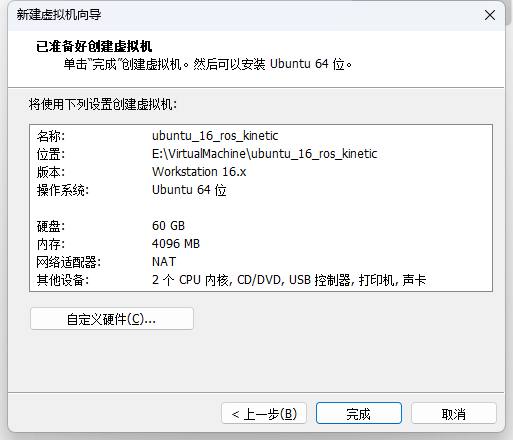 新建虚拟机向导
已准备好创建虚拟机
单击“完成”创建虚拟机。然后可以安装 Ubuntu 64 位。
将使用下列设置创建虚拟机:
名称: ubuntu_16_ros_kinetic
位置: E:\VirtualMachine\ubuntu_16_ros_kinetic
版本: Workstation 16.x
操作系统: Ubuntu 64 位
硬盘: 60 GB
内存: 4096 MB
网络适配器: NAT
其他设备: 2 个 CPU 内核, CD/DVD, USB 控制器, 打印机, 声卡
自定义硬件(C)...
< 上一步(B) 完成 取消